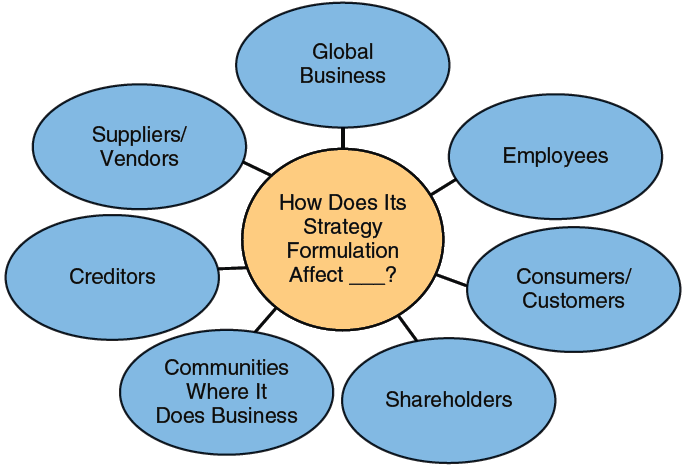 Global
Business
Suppliers/
Vendors
Employees
How Does Its
Strategy
Formulation
Affect ___?
Creditors
Consumers/
Customers
Communities
Where It
Does Business
Shareholders